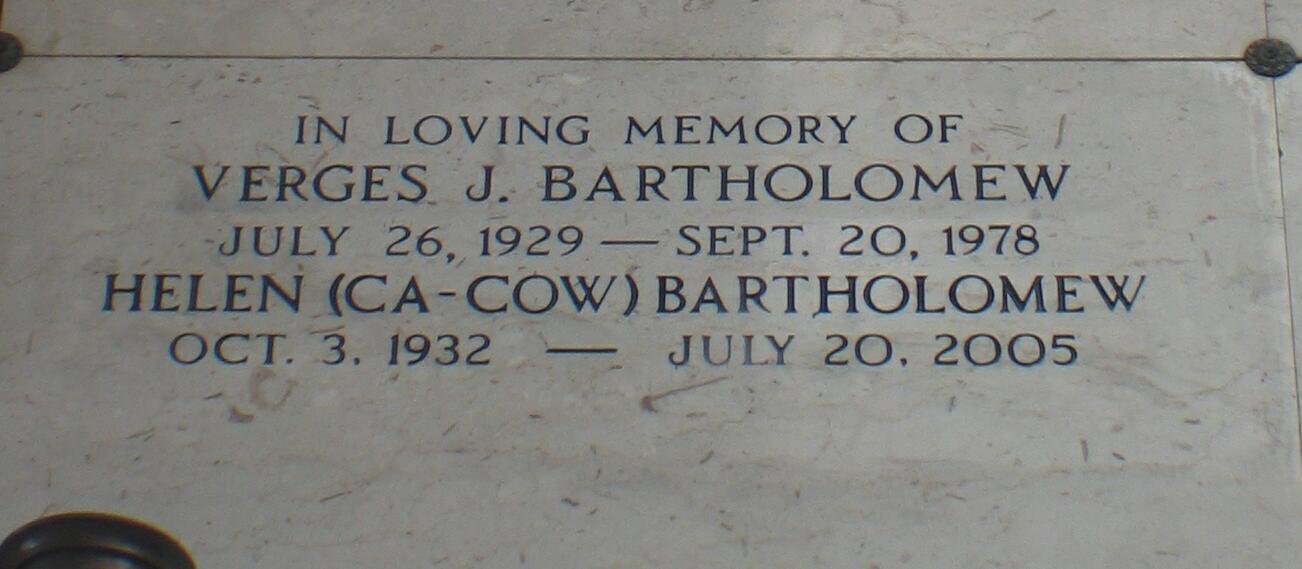 IN LOVING MEMORY OF
VERGES J. BARTHOLOMEW
JULY 26, 1929 — SEPT. 20, 1978
HELEN (CA-COW) BARTHOLOMEW
OCT. 3, 1932 — JULY 20, 2005